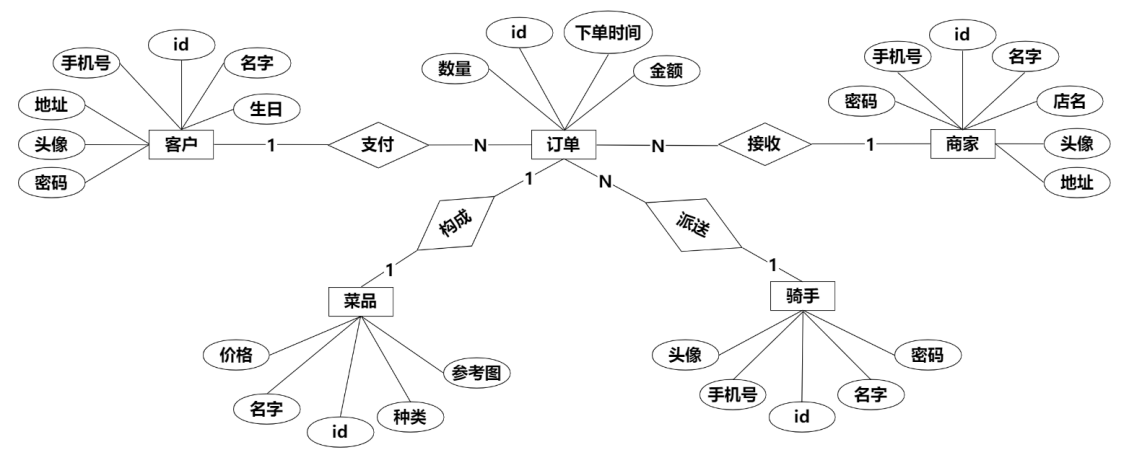 手机号
id
名字
地址
生日
头像
客户
密码
1
支付
N
数量
id
下单时间
金额
订单
N
接收
1
密码
手机号
id
名字
店名
商家
头像
地址
1
构成
1
菜品
价格
名字
id
种类
参考图
N
派送
1
骑手
头像
手机号
id
名字
密码